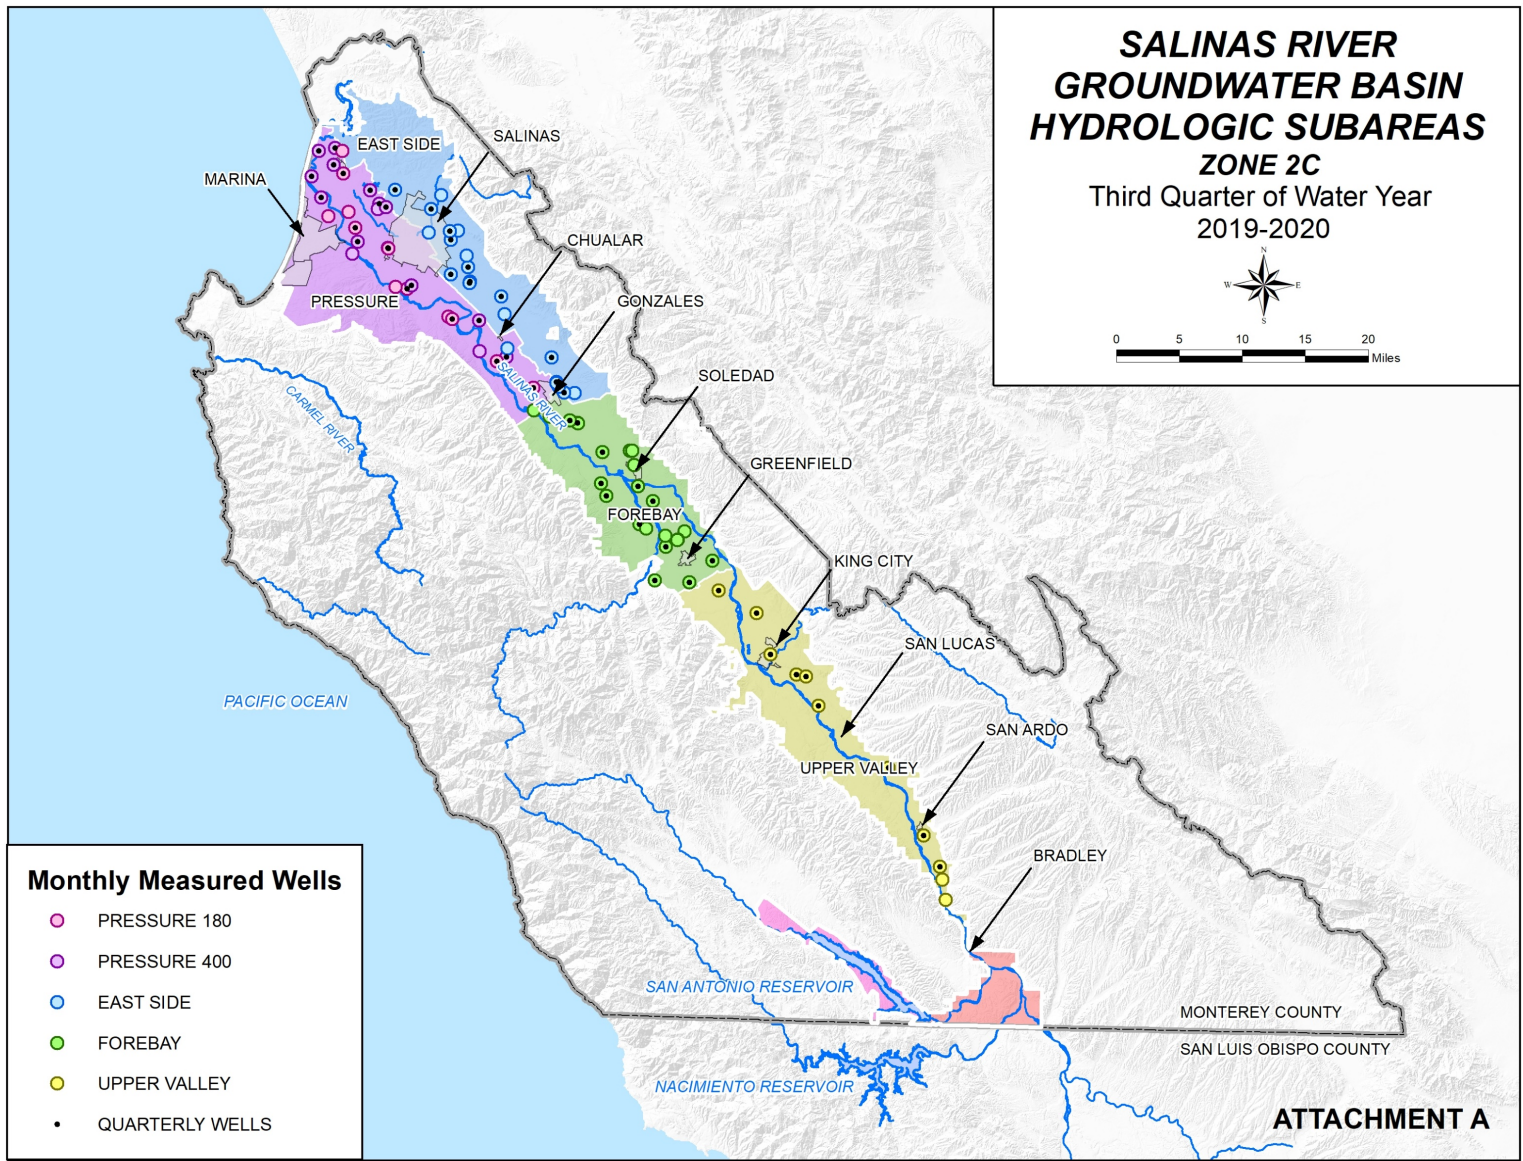 SALINAS RIVER
GROUNDWATER BASIN
HYDROLOGIC SUBAREAS
ZONE 2C
Third Quarter of Water Year
2019-2020
N
W E
S
0 5 10 15 20
Miles
EAST SIDE
SALINAS
MARINA
CHUALAR
PRESSURE
GONZALES
SALINAS RIVER
SOLEDAD
CARMEL RIVER
GREENFIELD
FOREBAY
KING CITY
SAN LUCAS
PACIFIC OCEAN
SAN ARDO
UPPER VALLEY
BRADLEY
SAN ANTONIO RESERVOIR
MONTEREY COUNTY
SAN LUIS OBISPO COUNTY
NACIMIENTO RESERVOIR
Monthly Measured Wells
PRESSURE 180
PRESSURE 400
EAST SIDE
FOREBAY
UPPER VALLEY
QUARTERLY WELLS
ATTACHMENT A